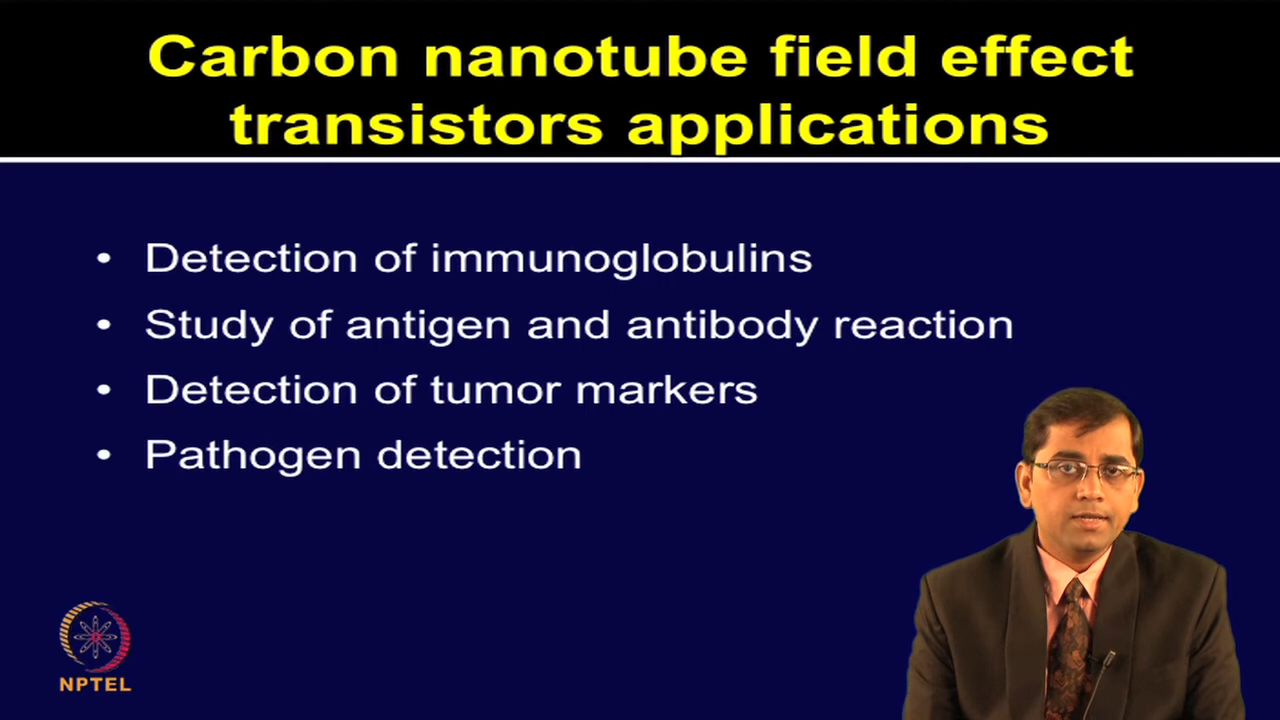 Carbon nanotube field effect
transistors applications
• Detection of immunoglobulins
• Study of antigen and antibody reaction
• Detection of tumor markers
• Pathogen detection
NPTEL